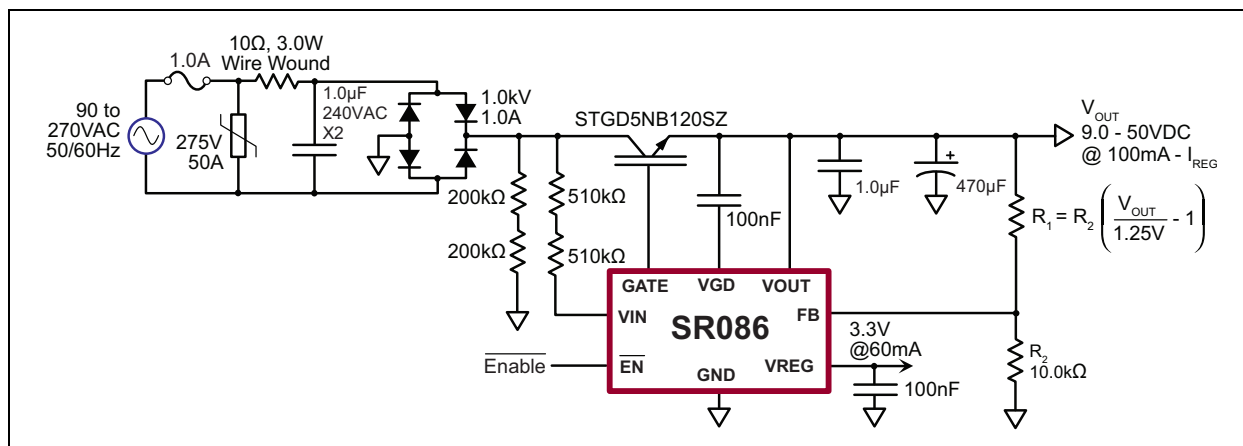 1.0A
10Ω, 3.0W
Wire Wound
90 to
270VAC
50/60Hz
275V
50A
1.0µF
240VAC
X2
1.0kV
1.0A
STGD5NB120SZ
200kΩ
200kΩ
510kΩ
510kΩ
100nF
1.0µF
+
470µF
VOUT
9.0 - 50VDC
@ 100mA - IREG
R1 = R2 ( VOUT / 1.25V - 1 )
GATE
VGD
VOUT
VIN
SR086
FB
Enable
EN
GND
VREG
3.3V
@60mA
100nF
R2
10.0kΩ